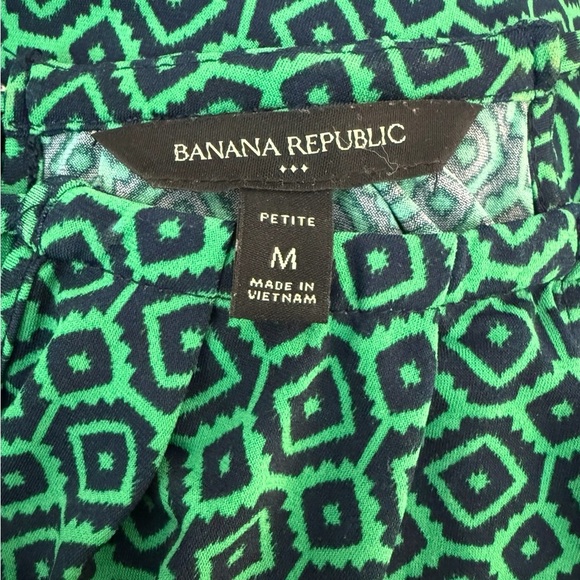 BANANA REPUBLIC
PETITE
M
MADE IN
VIETNAM